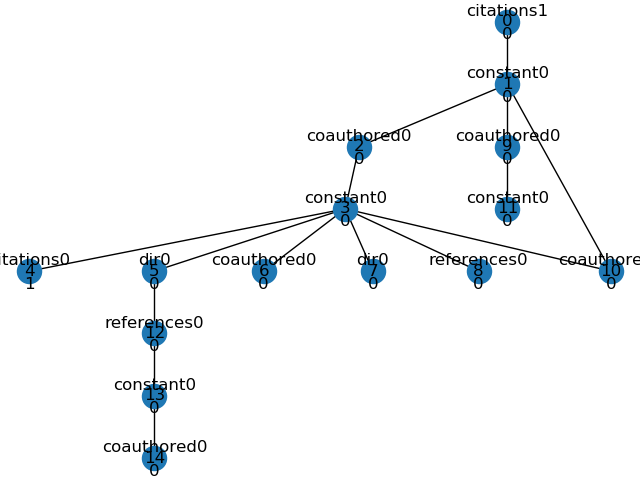 citations1
0
0
constant0
1
0
coauthored0
2
0
coauthored0
9
0
constant0
3
0
constant0
11
0
itations0
4
1
dir0
5
0
coauthored0
6
0
dir0
7
0
references0
8
0
coauthore
10
0
references0
12
0
constant0
13
0
coauthored0
14
0